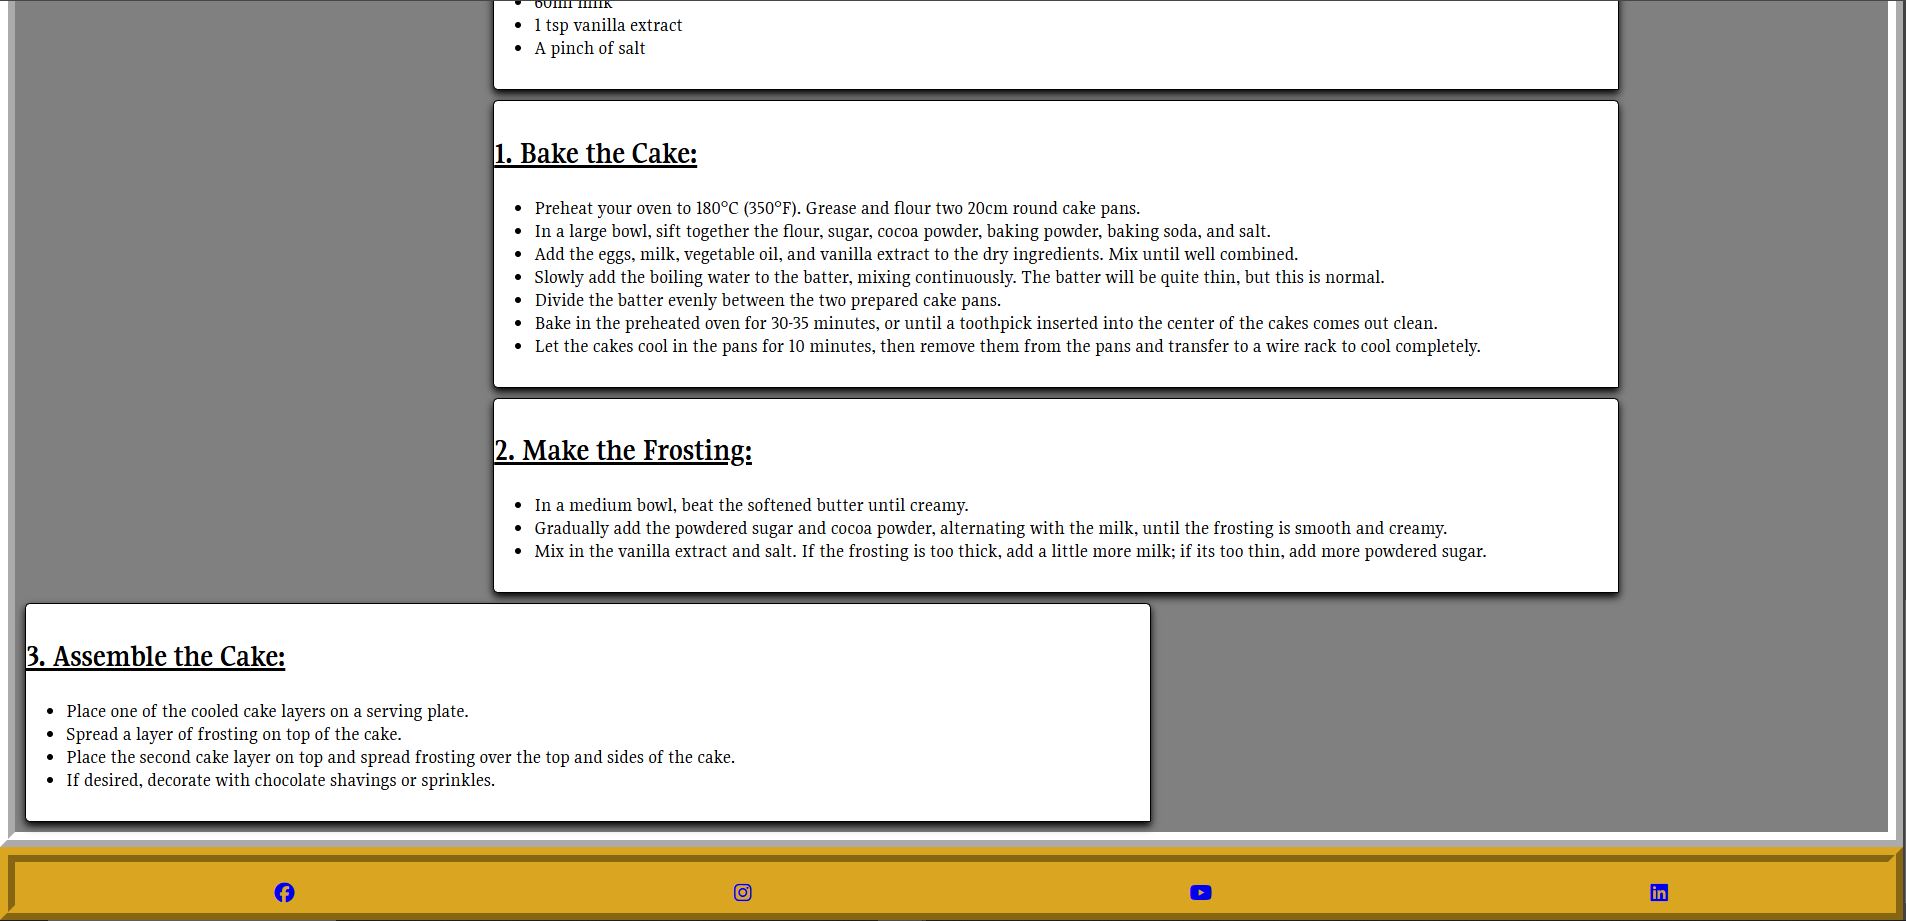 60ml milk
1 tsp vanilla extract
A pinch of salt
1. Bake the Cake:
Preheat your oven to 180°C (350°F). Grease and flour two 20cm round cake pans.
In a large bowl, sift together the flour, sugar, cocoa powder, baking powder, baking soda, and salt.
Add the eggs, milk, vegetable oil, and vanilla extract to the dry ingredients. Mix until well combined.
Slowly add the boiling water to the batter, mixing continuously. The batter will be quite thin, but this is normal.
Divide the batter evenly between the two prepared cake pans.
Bake in the preheated oven for 30-35 minutes, or until a toothpick inserted into the center of the cakes comes out clean.
Let the cakes cool in the pans for 10 minutes, then remove them from the pans and transfer to a wire rack to cool completely.
2. Make the Frosting:
In a medium bowl, beat the softened butter until creamy.
Gradually add the powdered sugar and cocoa powder, alternating with the milk, until the frosting is smooth and creamy.
Mix in the vanilla extract and salt. If the frosting is too thick, add a little more milk; if its too thin, add more powdered sugar.
3. Assemble the Cake:
Place one of the cooled cake layers on a serving plate.
Spread a layer of frosting on top of the cake.
Place the second cake layer on top and spread frosting over the top and sides of the cake.
If desired, decorate with chocolate shavings or sprinkles.